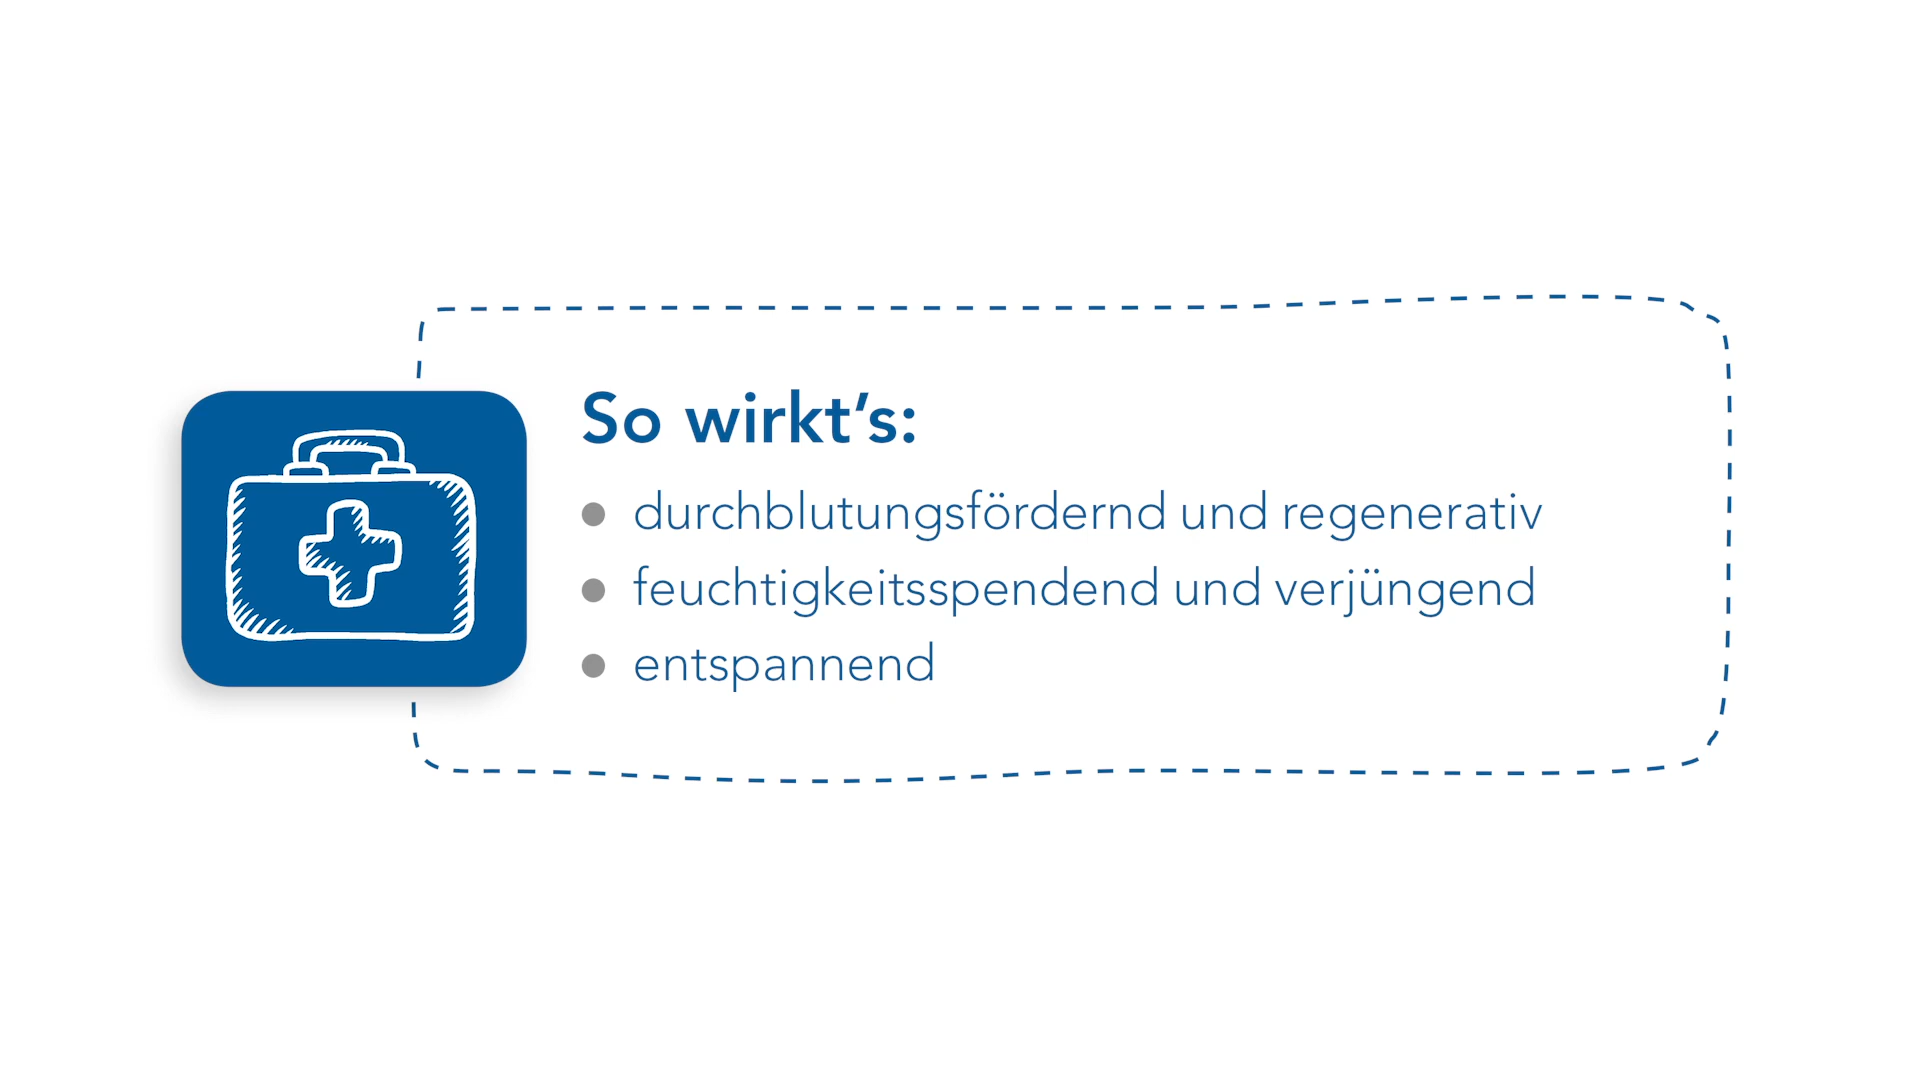 So wirkt’s:
durchblutungsfördernd und regenerativ
feuchtigkeitsspendend und verjüngend
entspannend